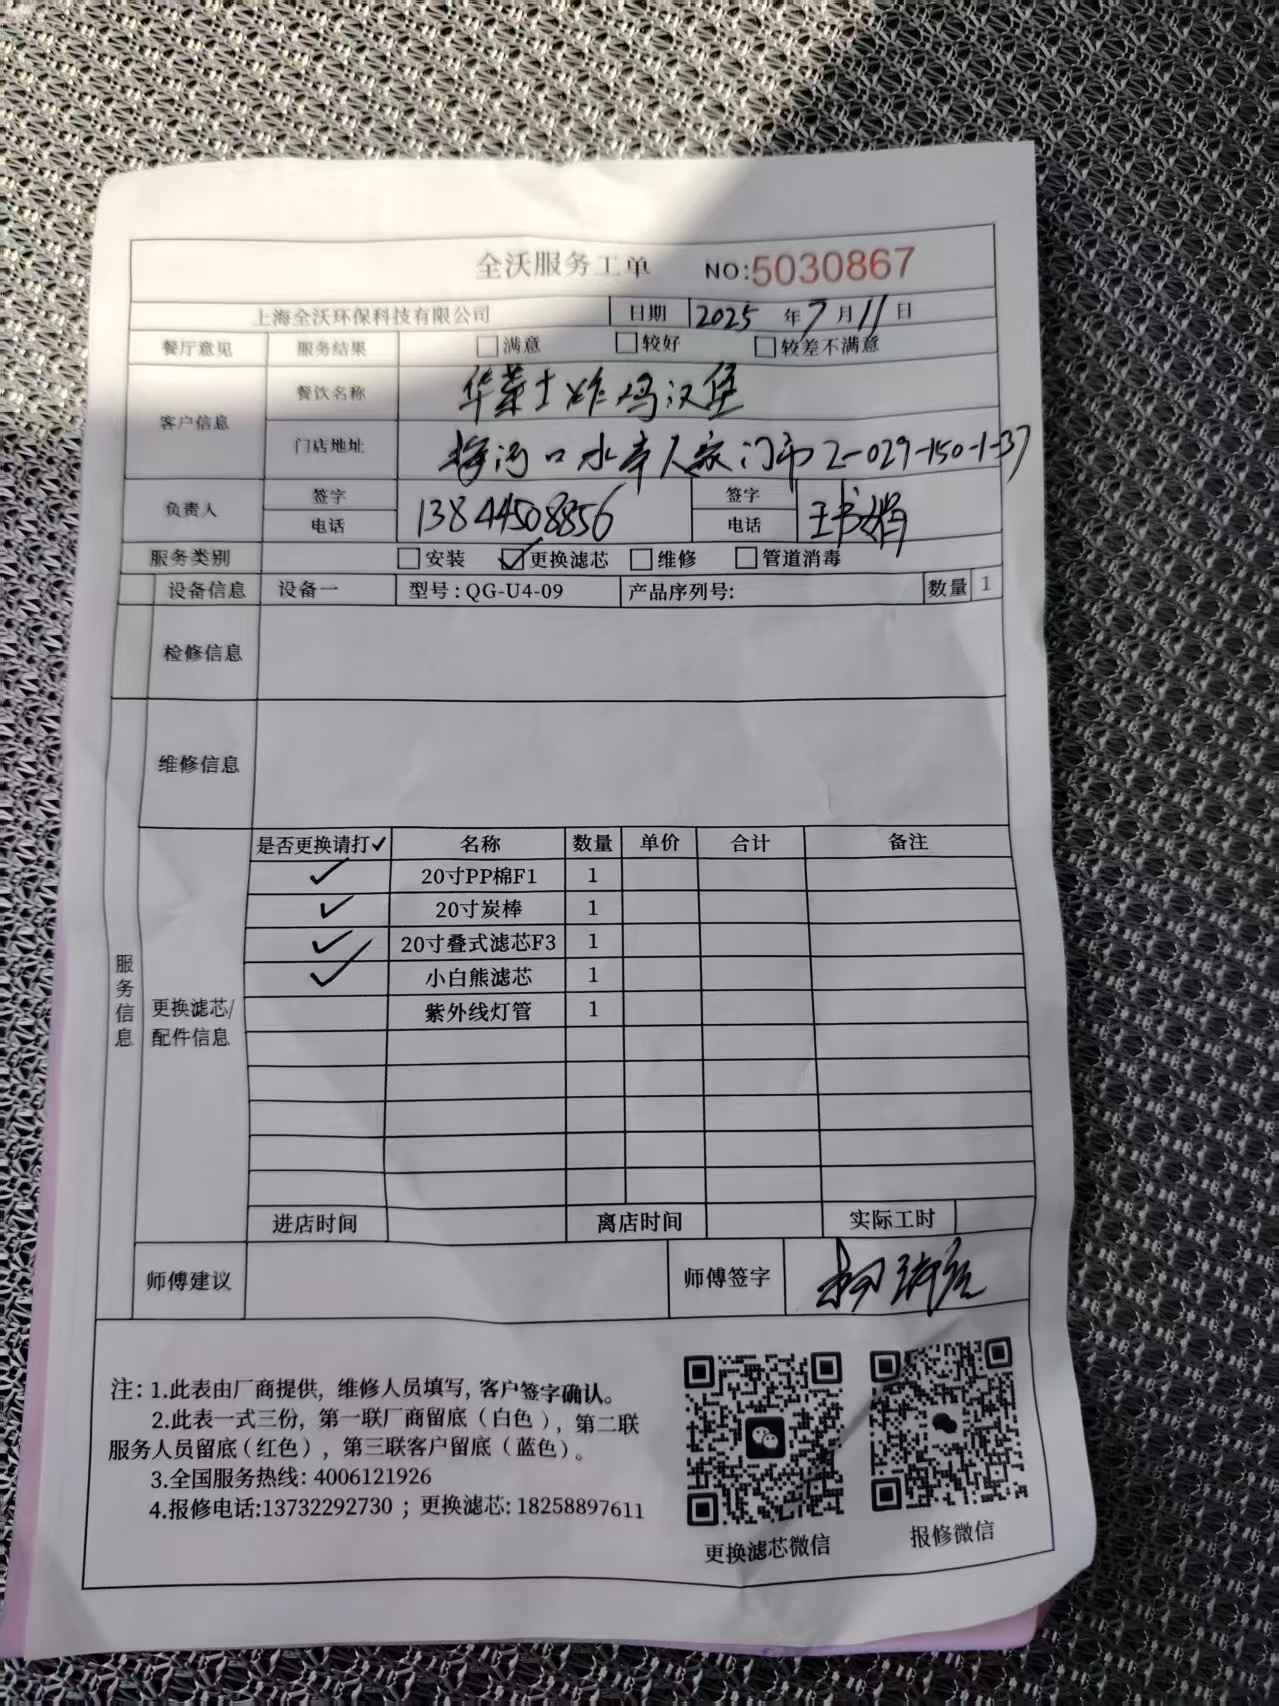 全沃服务工单 NO:5030867
上海全沃环保科技有限公司 日期 2025 年 7 月 11 日
餐厅意见 服务结果 满意 较好 较差不满意
客户信息 餐饮名称 华莱士炸鸡汉堡
门店地址 梅河口水岸人家门市2-029-150-1-37
负责人 签字 签字
电话 13844508856 电话 王书娟
服务类别 安装 ✓更换滤芯 维修 管道消毒
设备信息 设备一 型号:QG-U4-09 产品序列号: 数量 1
检修信息
维修信息
服务信息
更换滤芯/
配件信息
是否更换请打✓ 名称 数量 单价 合计 备注
✓ 20寸PP棉F1 1
✓ 20寸炭棒 1
✓ 20寸叠式滤芯F3 1
✓ 小白熊滤芯 1
紫外线灯管 1
进店时间 离店时间 实际工时
师傅建议 师傅签字
注: 1.此表由厂商提供, 维修人员填写, 客户签字确认。
2.此表一式三份, 第一联厂商留底(白色), 第二联
服务人员留底(红色), 第三联客户留底(蓝色)。
3.全国服务热线: 4006121926
4.报修电话:13732292730 ; 更换滤芯: 18258897611
更换滤芯微信 报修微信